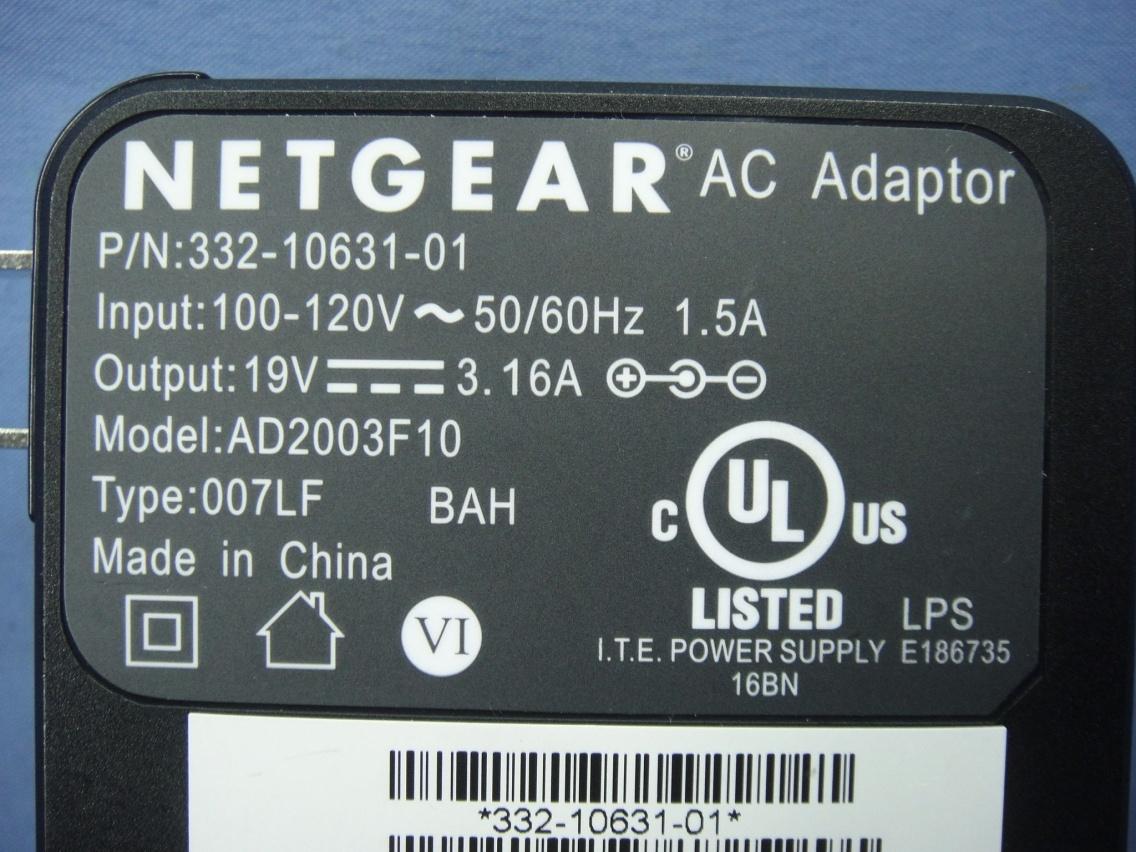 NETGEAR® AC Adaptor
P/N:332-10631-01
Input:100-120V~50/60Hz 1.5A
Output:19V⎓3.16A
Model:AD2003F10
Type:007LF BAH
Made in China
VI
C UL US
LISTED LPS
I.T.E. POWER SUPPLY E186735
16BN
*332-10631-01*